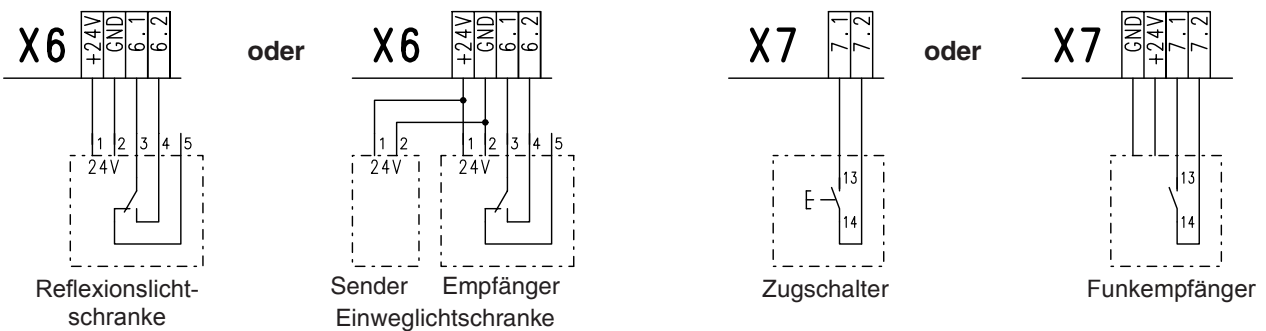 X6 +24V GND 6.1 6.2
oder
X6 +24V GND 6.1 6.2
X7 7.1 7.2
oder
X7 GND +24V 7.1 7.2
1 2 3 4 5
24V
1 2
24V
1 2 3 4 5
24V
13
14
13
14
Reflexionslicht-
schranke
Sender Empfänger
Einweglichtschranke
Zugschalter
Funkempfänger